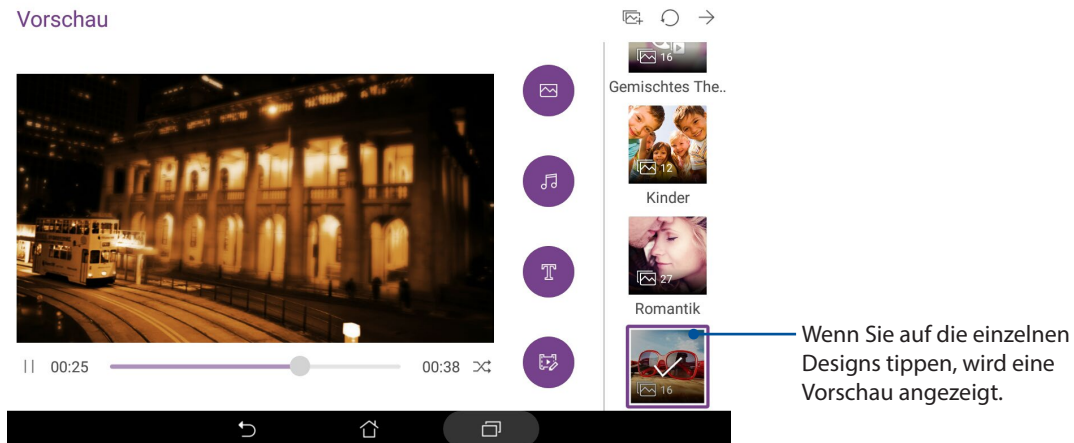 Vorschau
16
Gemischtes The..
12
Kinder
27
Romantik
16
00:25
00:38
T
Wenn Sie auf die einzelnen
Designs tippen, wird eine
Vorschau angezeigt.